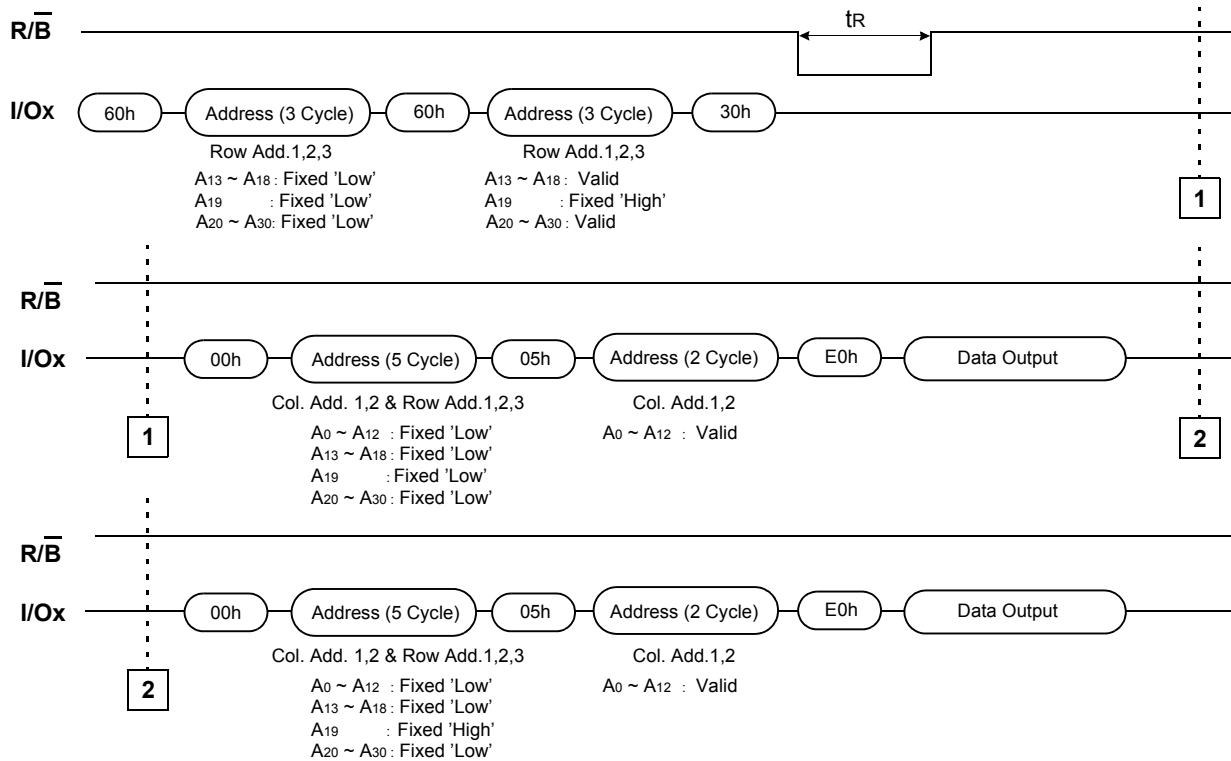 tR
R/B
I/Ox 60h Address (3 Cycle) 60h Address (3 Cycle) 30h
Row Add.1,2,3 Row Add.1,2,3
A13 ~ A18 : Fixed 'Low' A13 ~ A18 : Valid
A19 : Fixed 'Low' A19 : Fixed 'High'
A20 ~ A30: Fixed 'Low' A20 ~ A30 : Valid
1
R/B
I/Ox 00h Address (5 Cycle) 05h Address (2 Cycle) E0h Data Output
Col. Add. 1,2 & Row Add.1,2,3 Col. Add.1,2
A0 ~ A12 : Fixed 'Low' A0 ~ A12 : Valid
A13 ~ A18 : Fixed 'Low'
A19 : Fixed 'Low'
A20 ~ A30 : Fixed 'Low'
1 2
R/B
I/Ox 00h Address (5 Cycle) 05h Address (2 Cycle) E0h Data Output
Col. Add. 1,2 & Row Add.1,2,3 Col. Add.1,2
A0 ~ A12 : Fixed 'Low' A0 ~ A12 : Valid
A13 ~ A18 : Fixed 'Low'
A19 : Fixed 'High'
A20 ~ A30 : Fixed 'Low'
2